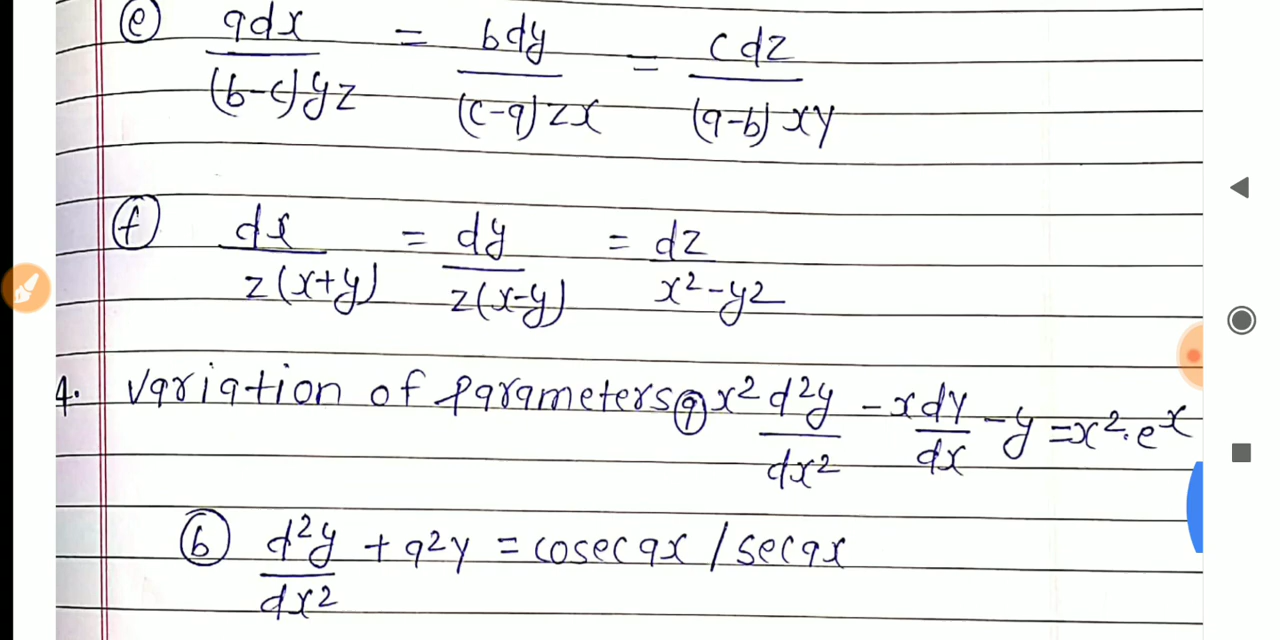 (e) adx/(b-c)yz = bdy/(c-a)zx = cdz/(a-b)xy
(f) dx/z(x+y) = dy/z(x-y) = dz/x²-y²
4. Variation of parameters (a) x² d²y/dx² - x dy/dx - y = x².eˣ
(b) d²y/dx² + a²y = cosec ax / sec ax